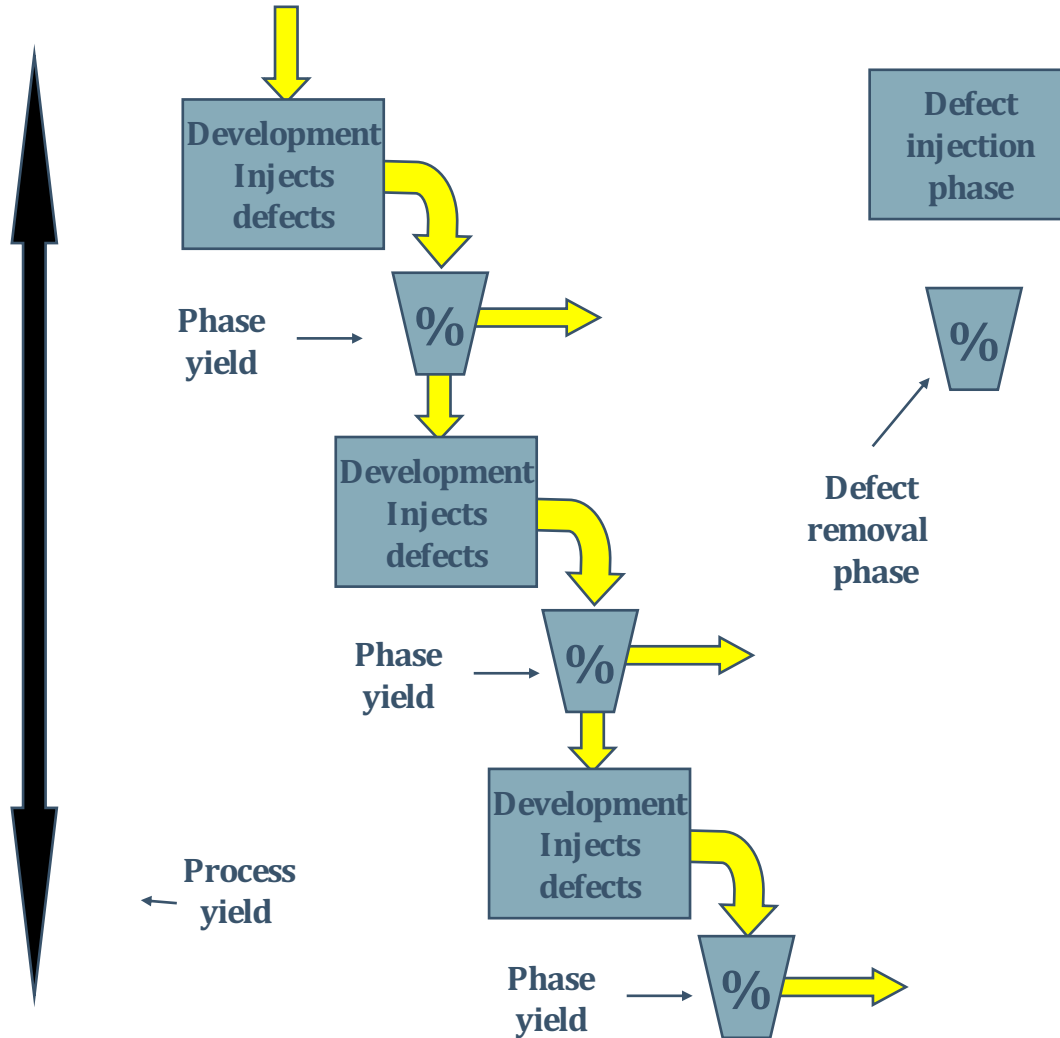 Development
Injects
defects
Defect
injection
phase
%
Phase
yield
%
Development
Injects
defects
Defect
removal
phase
%
Phase
yield
Development
Injects
defects
Process
yield
%
Phase
yield